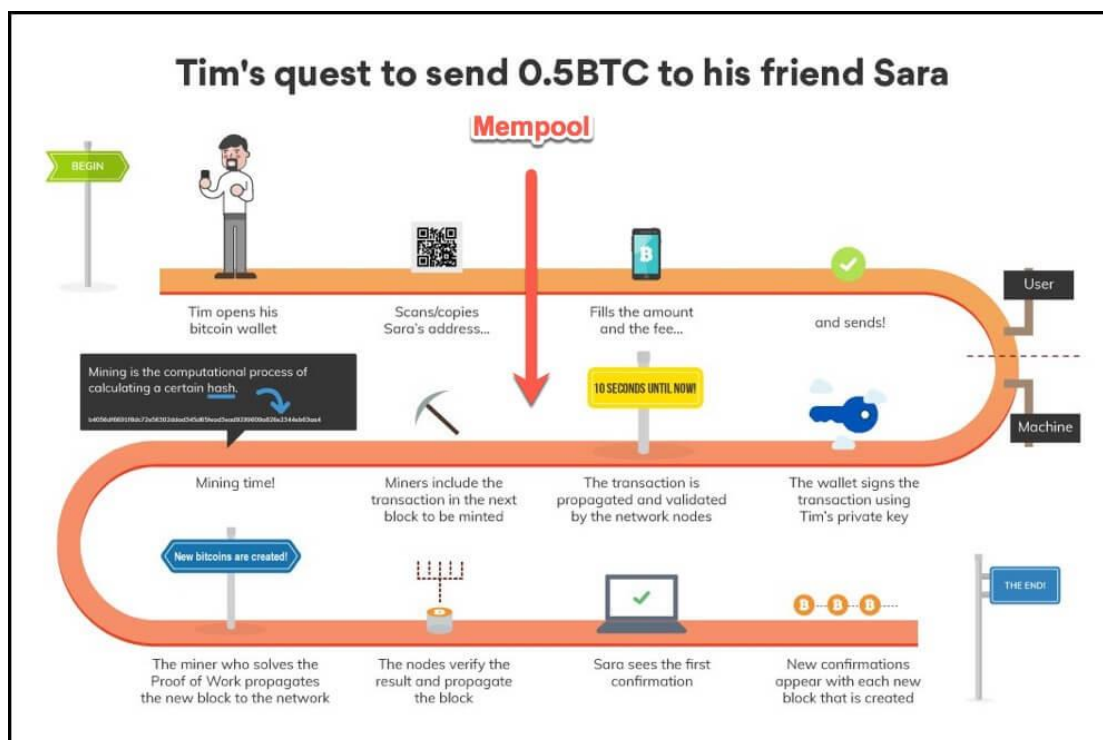 Tim's quest to send 0.5BTC to his friend Sara
Mempool
BEGIN
Tim opens his
bitcoin wallet
Scans/copies
Sara's address...
Fills the amount
and the fee...
and sends!
User
Machine
The wallet signs the
transaction using
Tim's private key
10 SECONDS UNTIL NOW!
The transaction is
propagated and validated
by the network nodes
Miners include the
transaction in the next
block to be minted
Mining is the computational process of
calculating a certain hash.
Mining time!
New bitcoins are created!
The miner who solves the
Proof of Work propagates
the new block to the network
The nodes verify the
result and propagate
the block
Sara sees the first
confirmation
New confirmations
appear with each new
block that is created
THE END!